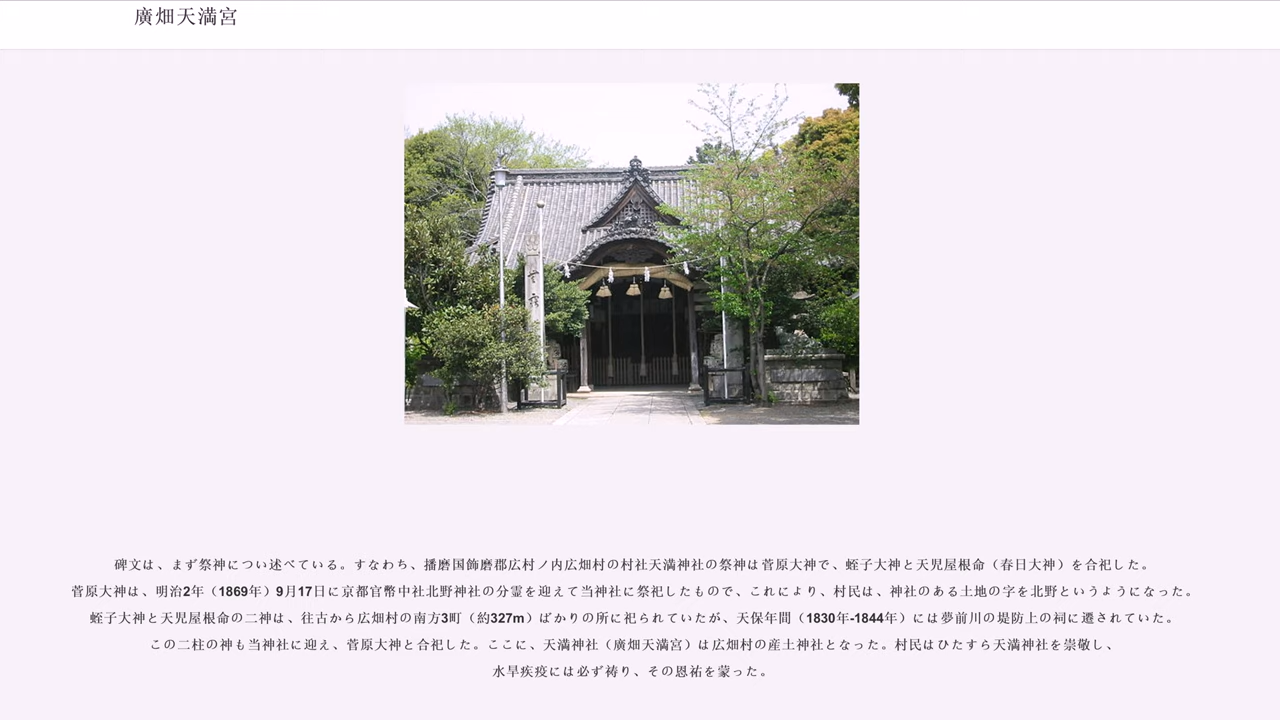 廣畑天満宮
碑文は、まず祭神につい述べている。すなわち、播磨国飾磨郡広村ノ内広畑村の村社天満神社の祭神は菅原大神で、蛭子大神と天児屋根命（春日大神）を合祀した。
菅原大神は、明治2年（1869年）9月17日に京都官幣中社北野神社の分霊を迎えて当神社に祭祀したもので、これにより、村民は、神社のある土地の字を北野というようになった。
蛭子大神と天児屋根命の二神は、往古から広畑村の南方3町（約327m）ばかりの所に祀られていたが、天保年間（1830年-1844年）には夢前川の堤防上の祠に遷されていた。
この二柱の神も当神社に迎え、菅原大神と合祀した。ここに、天満神社（廣畑天満宮）は広畑村の産土神社となった。村民はひたすら天満神社を崇敬し、
水旱疾疫には必ず祷り、その恩祐を蒙った。